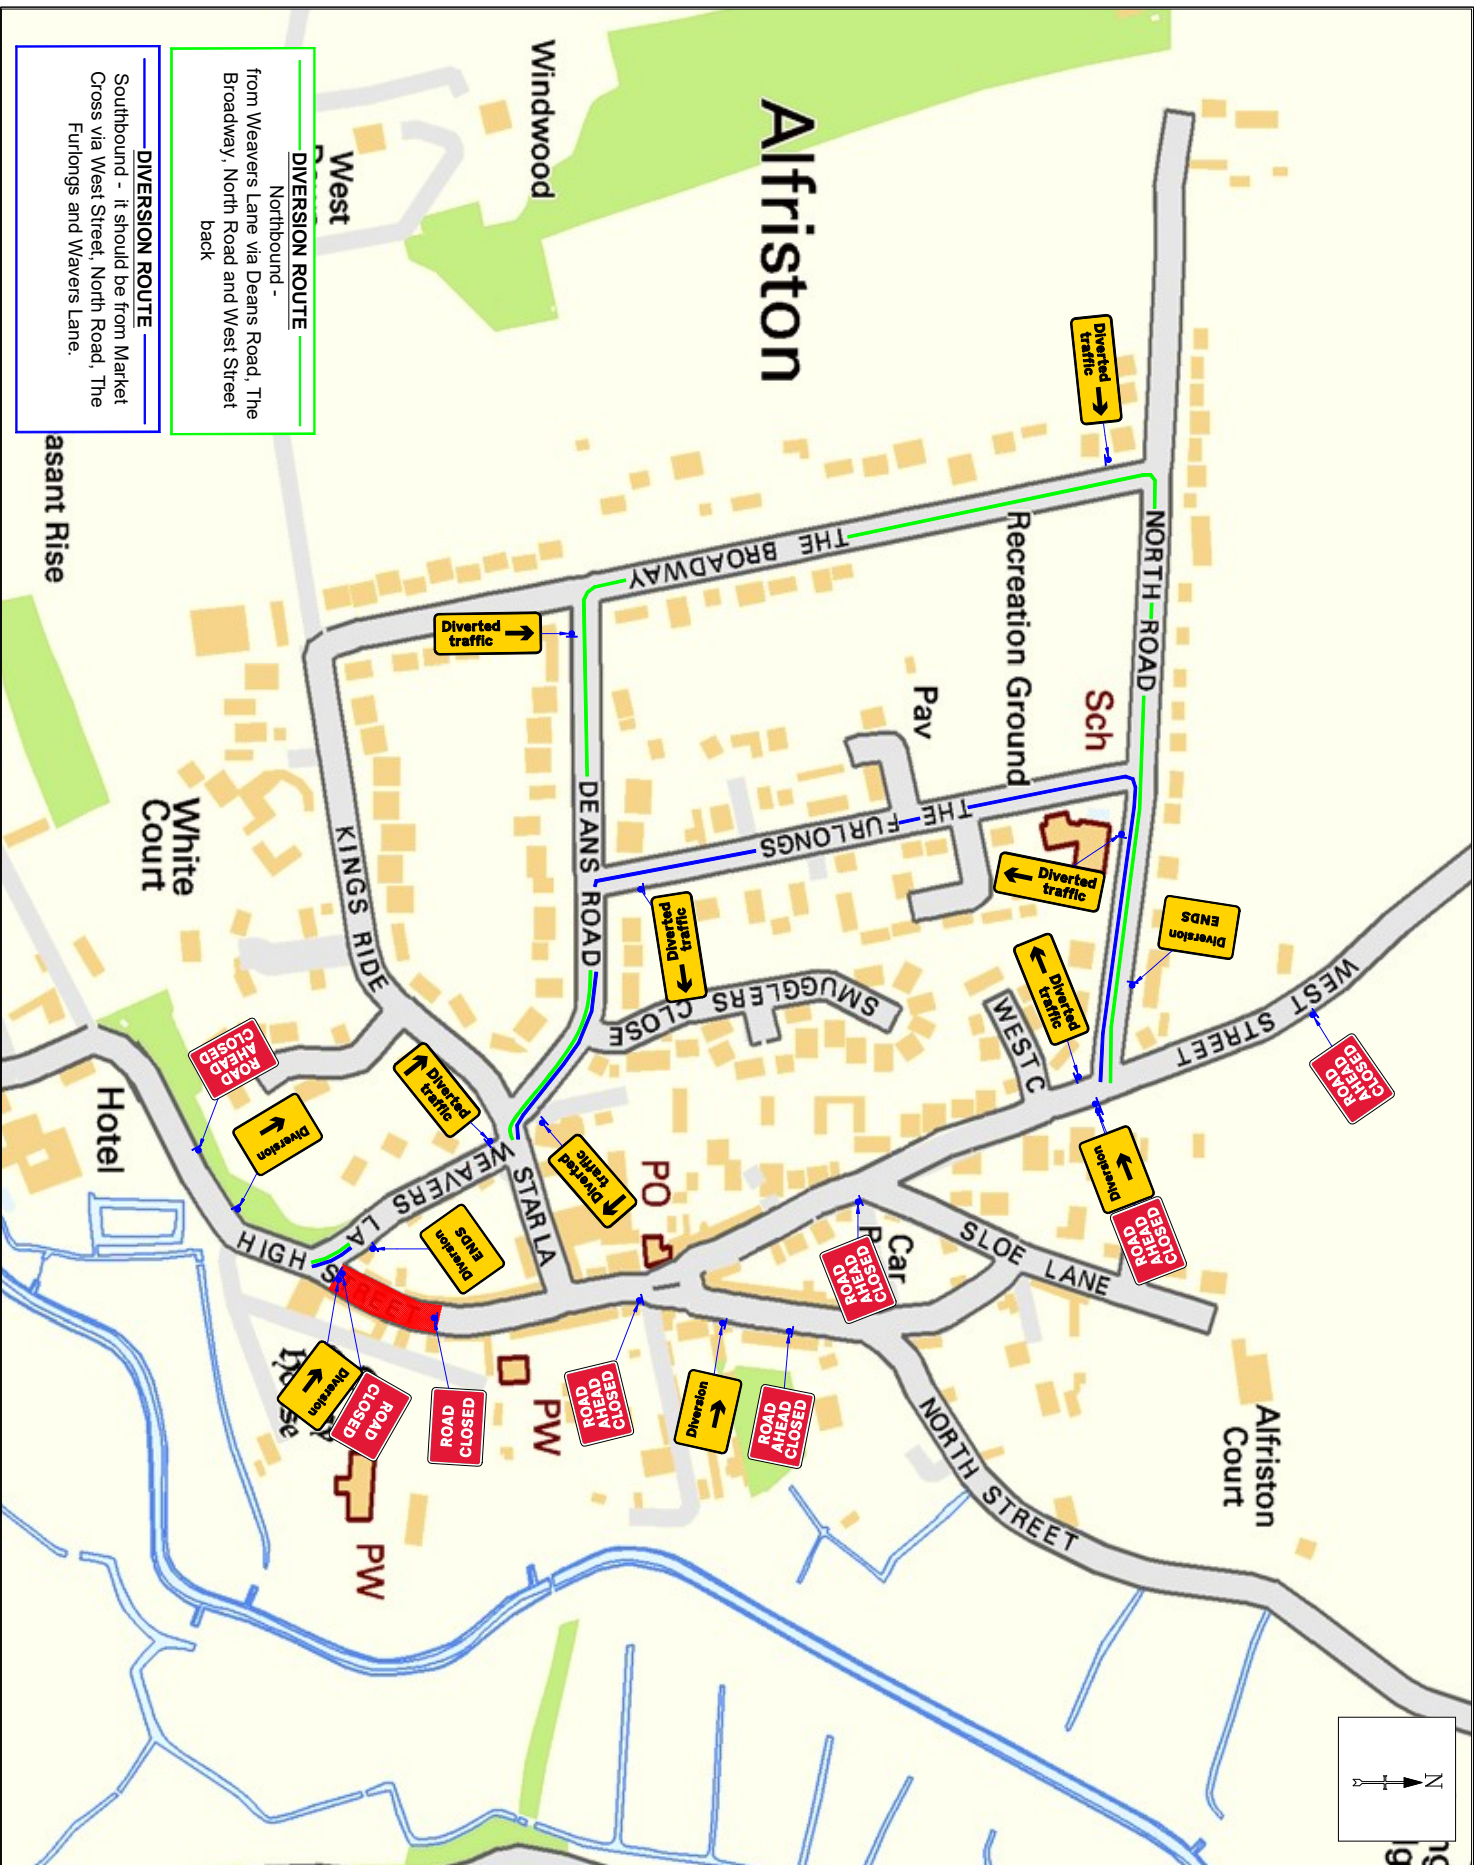 Windwood
West
Alfriston
DIVERSION ROUTE
Northbound -
from Weavers Lane via Deans Road, The
Broadway, North Road and West Street
back
DIVERSION ROUTE
Southbound - it should be from Market
Cross via West Street, North Road, The
Furlongs and Wavers Lane.
asant Rise
White
Court
Hotel
Recreation Ground
Pav
Sch
NORTH ROAD
THE BROADWAY
DEANS ROAD
THE FURLONGS
KINGS RIDE
SMUGGLERS CLOSE
WEST C
WEST STREET
SLOE LANE
STAR LA
WEAVERS LA
HIGH STREET
NORTH STREET
PO
Car
P
PW
PW
Alfriston
Court
Diverted
traffic
Diverted
traffic
Diverted
traffic
Diverted
traffic
Diverted
traffic
Diverted
traffic
Diverted
traffic
Diversion
ENDS
Diversion
ENDS
Diversion
Diversion
Diversion
Diversion
ROAD
AHEAD
CLOSED
ROAD
AHEAD
CLOSED
ROAD
AHEAD
CLOSED
ROAD
AHEAD
CLOSED
ROAD
AHEAD
CLOSED
ROAD
AHEAD
CLOSED
ROAD
CLOSED
ROAD
CLOSED
N